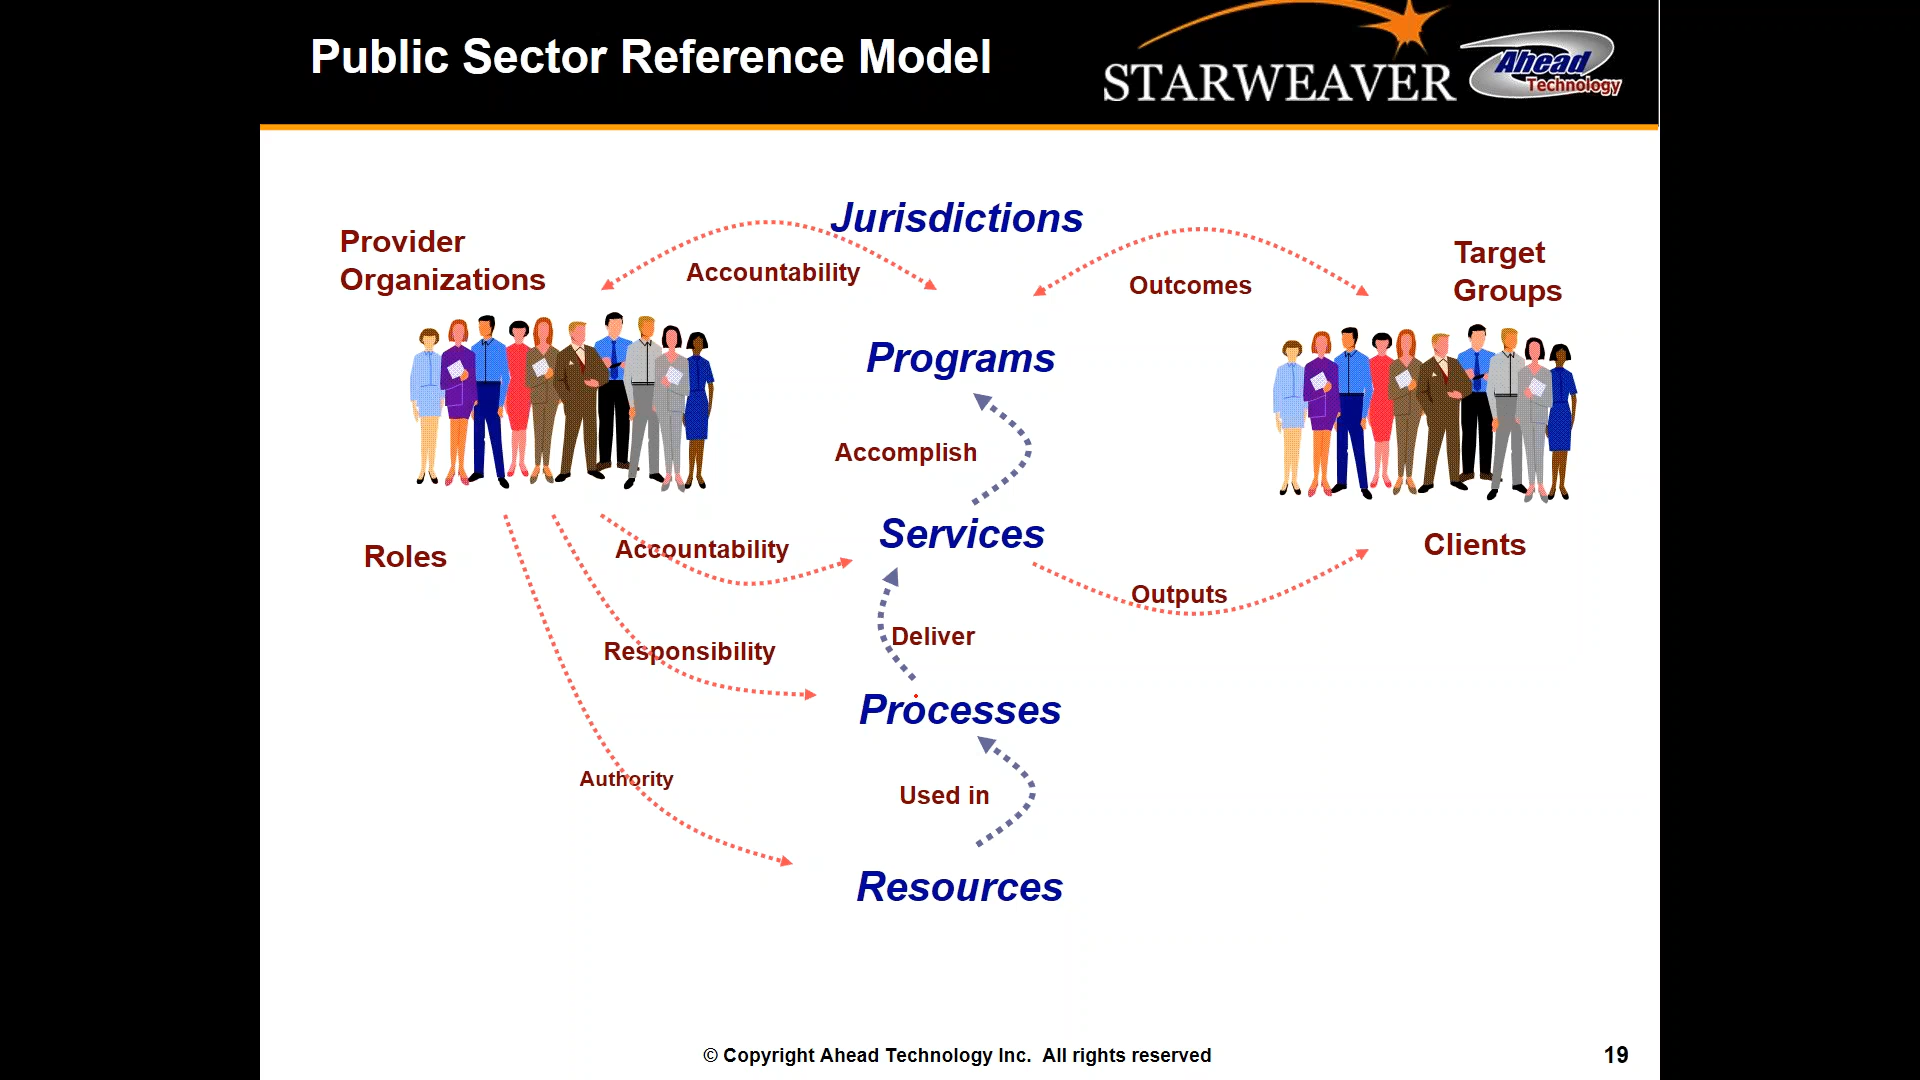 Public Sector Reference Model
STARWEAVER
Ahead
Technology
Jurisdictions
Provider
Organizations
Accountability
Outcomes
Target
Groups
Programs
Accomplish
Services
Roles
Accountability
Clients
Outputs
Deliver
Responsibility
Processes
Authority
Used in
Resources
© Copyright Ahead Technology Inc. All rights reserved
19